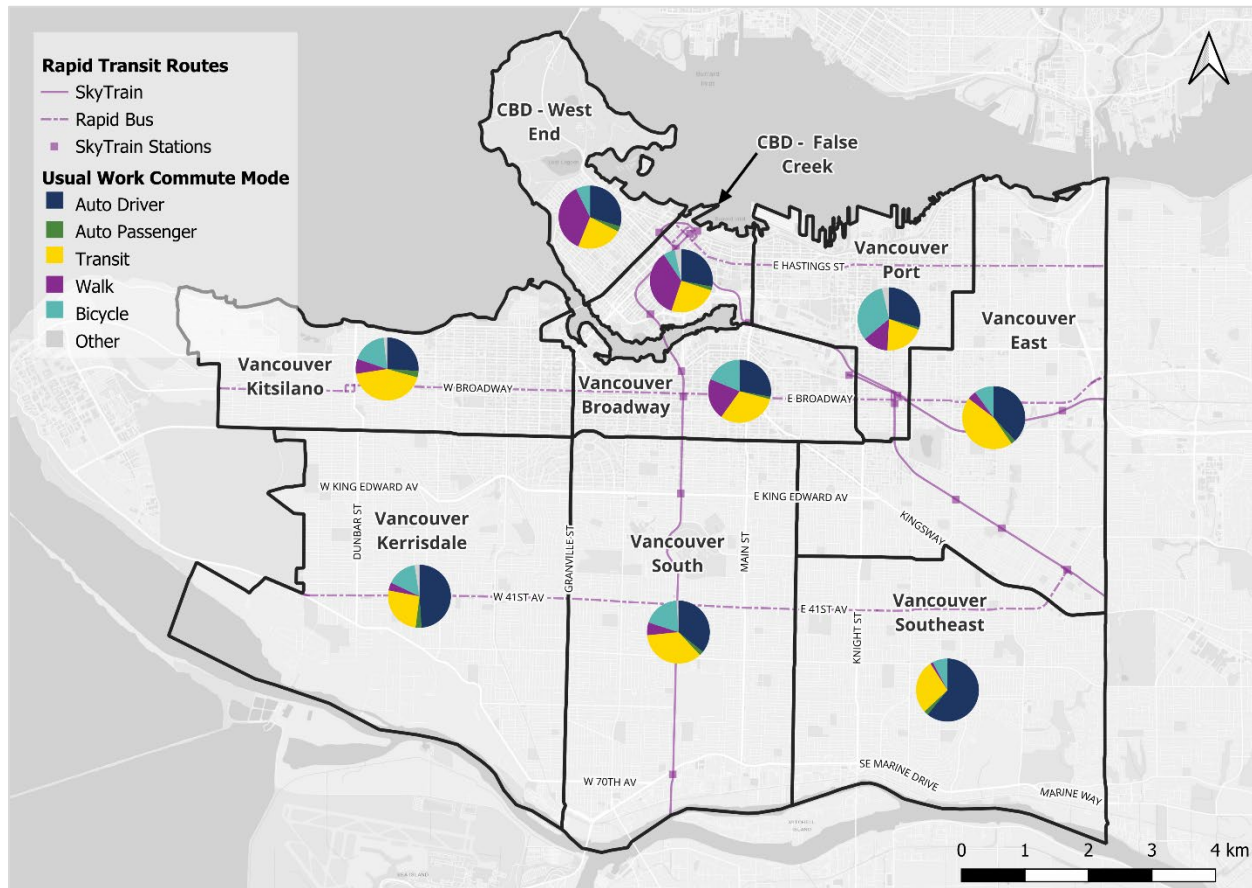 Rapid Transit Routes
SkyTrain
Rapid Bus
SkyTrain Stations
Usual Work Commute Mode
Auto Driver
Auto Passenger
Transit
Walk
Bicycle
Other
CBD - West
End
CBD - False
Creek
Vancouver
Port
E HASTINGS ST
Vancouver
East
Vancouver
Kitsilano
W BROADWAY
Vancouver
Broadway
E BROADWAY
W KING EDWARD AV
E KING EDWARD AV
DUNBAR ST
Vancouver
Kerrisdale
GRANVILLE ST
Vancouver
South
MAIN ST
KINGSWAY
W 41ST AV
E 41ST AV
Vancouver
Southeast
KNIGHT ST
W 70TH AV
SE MARINE DRIVE
MARINE WAY
0 1 2 3 4 km